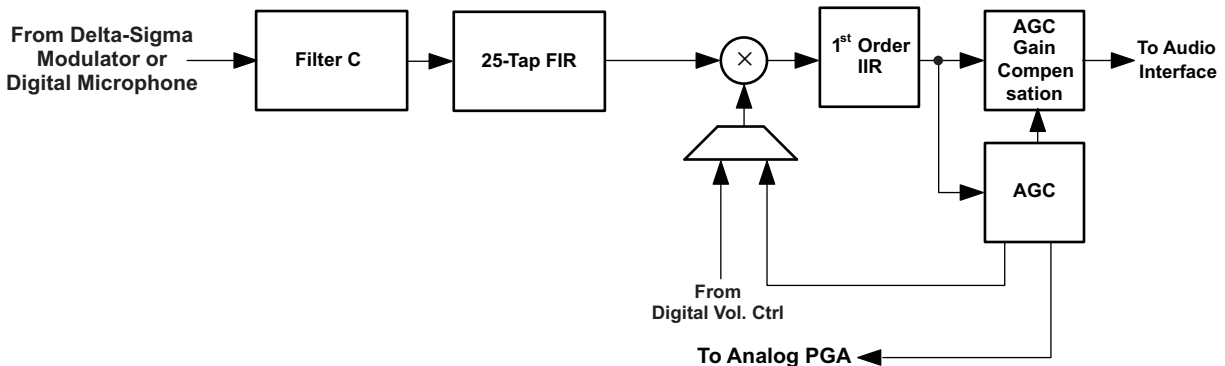 From Delta-Sigma
Modulator or
Digital Microphone
Filter C
25-Tap FIR
×
1st Order
IIR
AGC
Gain
Compen
sation
To Audio
Interface
AGC
From
Digital Vol. Ctrl
To Analog PGA